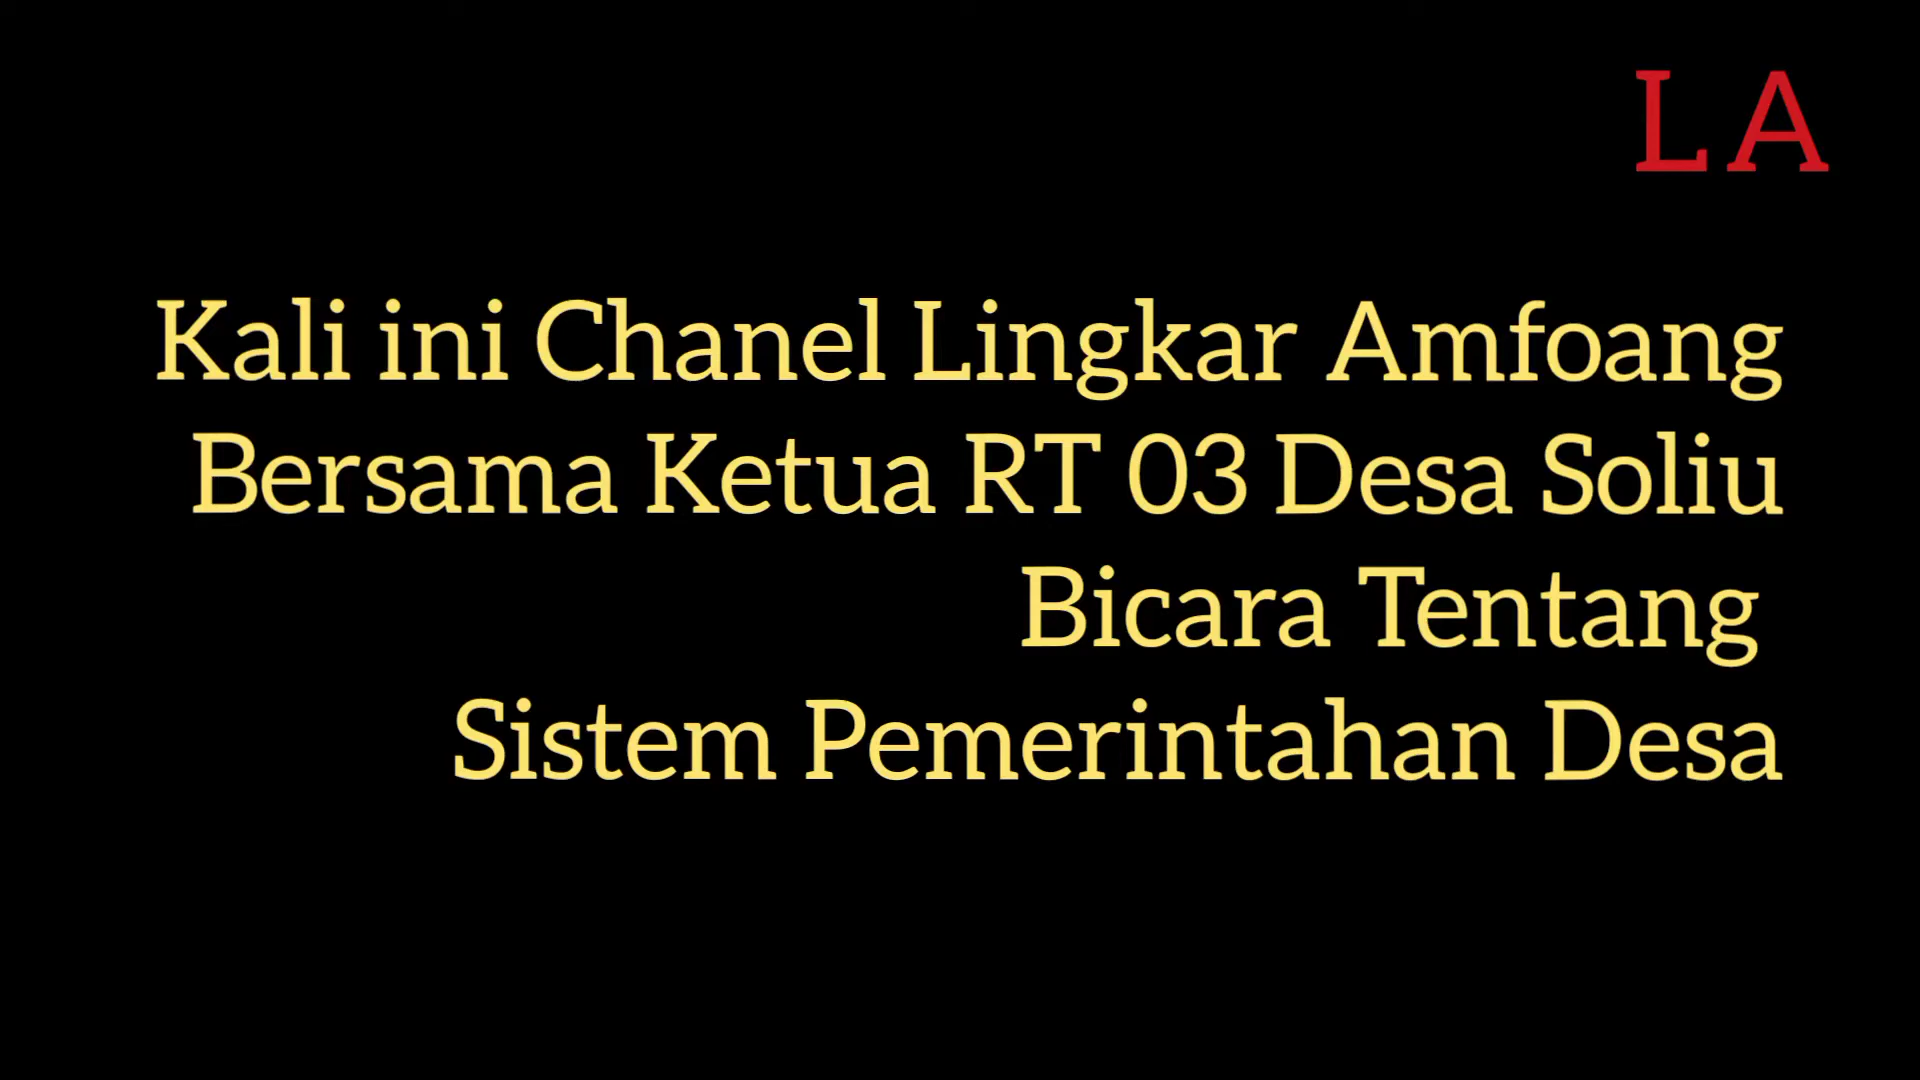 LA
Kali ini Chanel Lingkar Amfoang
Bersama Ketua RT 03 Desa Soliu
Bicara Tentang
Sistem Pemerintahan Desa